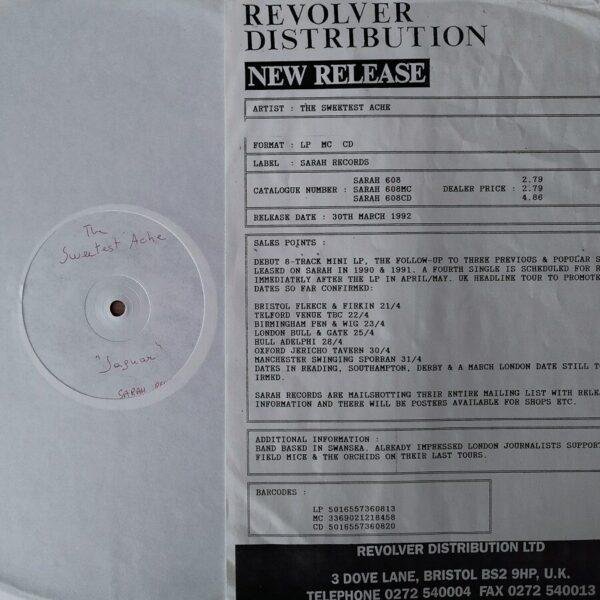 The
Sweetest Ache
"Jaguar"
SARAH
REVOLVER
DISTRIBUTION
NEW RELEASE
ARTIST : THE SWEETEST ACHE
FORMAT : LP MC CD
LABEL : SARAH RECORDS
SARAH 608 2.79
CATALOGUE NUMBER : SARAH 608MC DEALER PRICE : 2.79
SARAH 608CD 4.86
RELEASE DATE : 30TH MARCH 1992
SALES POINTS :
DEBUT 8-TRACK MINI LP, THE FOLLOW-UP TO THREE PREVIOUS & POPULAR S
LEASED ON SARAH IN 1990 & 1991. A FOURTH SINGLE IS SCHEDULED FOR R
IMMEDIATELY AFTER THE LP IN APRIL/MAY. UK HEADLINE TOUR TO PROMOTE
DATES SO FAR CONFIRMED:
BRISTOL FLEECE & FIRKIN 21/4
TELFORD VENUE TBC 22/4
BIRMINGHAM PEN & WIG 23/4
LONDON BULL & GATE 25/4
HULL ADELPHI 28/4
OXFORD JERICHO TAVERN 30/4
MANCHESTER SWINGING SPORRAN 31/4
DATES IN READING, SOUTHAMPTON, DERBY & A MARCH LONDON DATE STILL TO
IRMED.
SARAH RECORDS ARE MAILSHOTTING THEIR ENTIRE MAILING LIST WITH RELE
INFORMATION AND THERE WILL BE POSTERS AVAILABLE FOR SHOPS ETC.
ADDITIONAL INFORMATION :
BAND BASED IN SWANSEA. ALREADY IMPRESSED LONDON JOURNALISTS SUPPORT
FIELD MICE & THE ORCHIDS ON THEIR LAST TOURS.
BARCODES :
LP 5016557360813
MC 3369021218458
CD 5016557360820
REVOLVER DISTRIBUTION LTD
3 DOVE LANE, BRISTOL BS2 9HP, U.K.
TELEPHONE 0272 540004 FAX 0272 540013